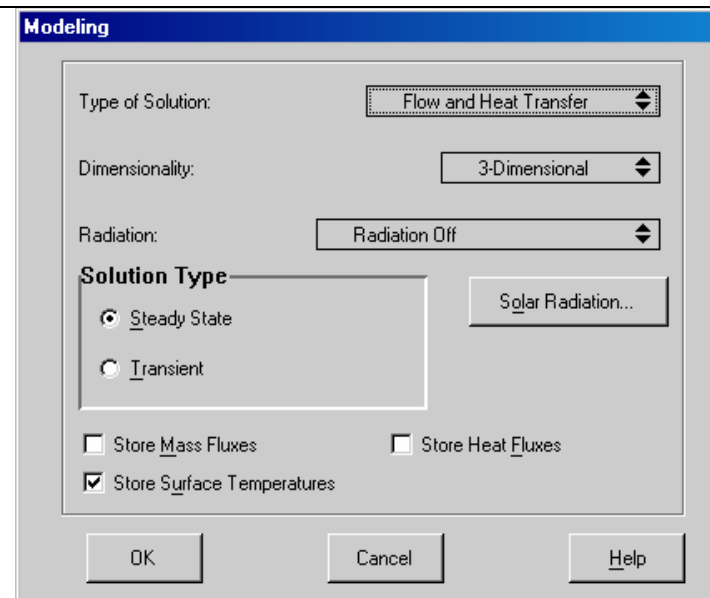 Modeling
Type of Solution: Flow and Heat Transfer
Dimensionality: 3-Dimensional
Radiation: Radiation Off
Solution Type
Solar Radiation...
Steady State
Transient
Store Mass Fluxes Store Heat Fluxes
Store Surface Temperatures
OK Cancel Help